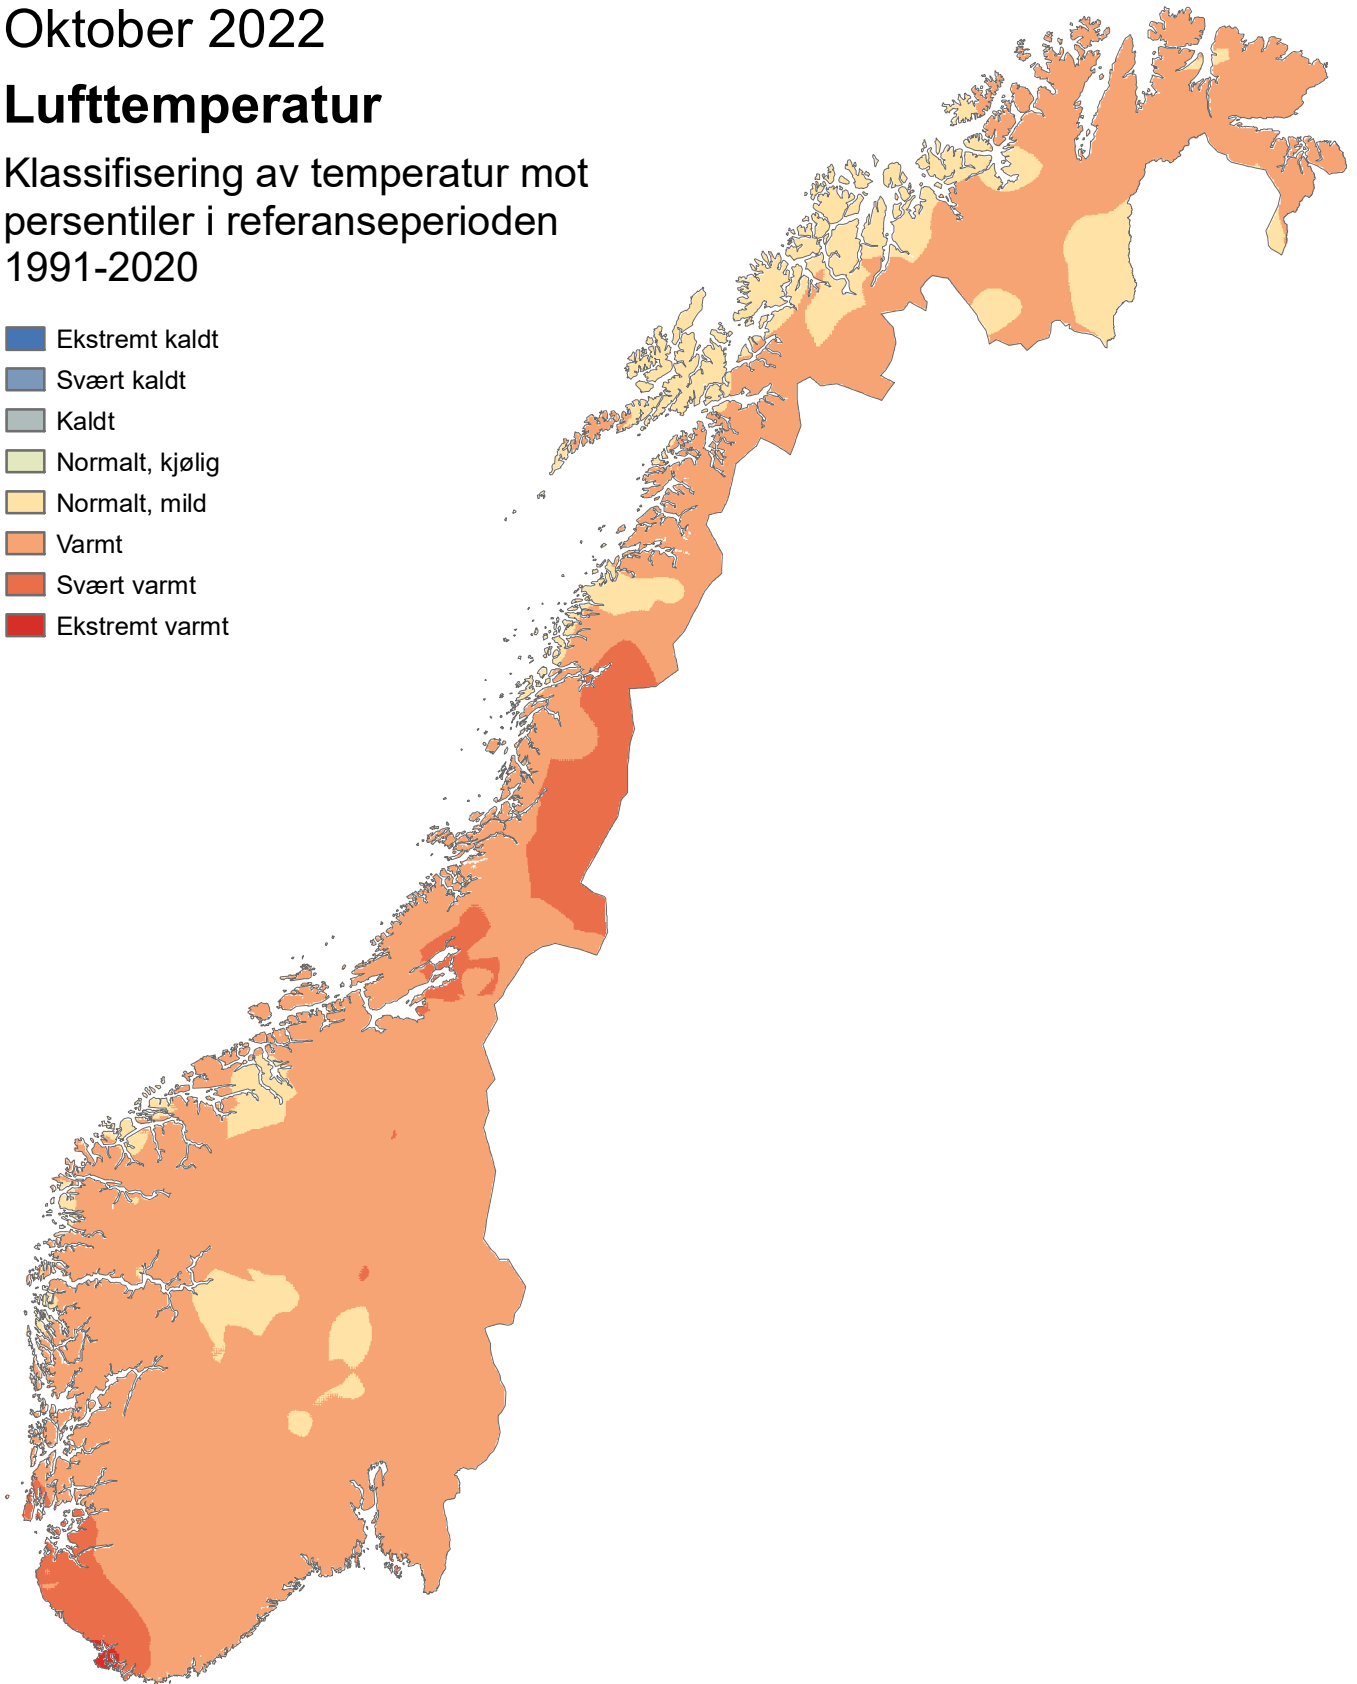 Oktober 2022
Lufttemperatur
Klassifisering av temperatur mot
persentiler i referanseperioden
1991-2020
Ekstremt kaldt
Svært kaldt
Kaldt
Normalt, kjølig
Normalt, mild
Varmt
Svært varmt
Ekstremt varmt